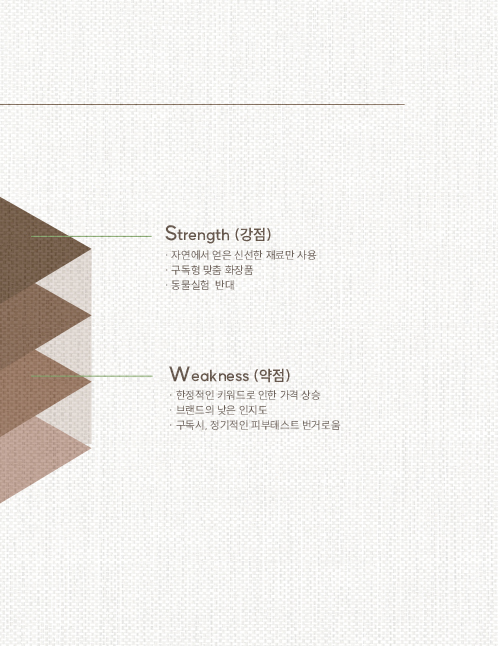 Strength (강점)
· 자연에서 얻은 신선한 재료만 사용
· 구독형 맞춤 화장품
· 동물실험 반대
Weakness (약점)
· 한정적인 키워드로 인한 가격 상승
· 브랜드의 낮은 인지도
· 구독시, 정기적인 피부테스트 번거로움